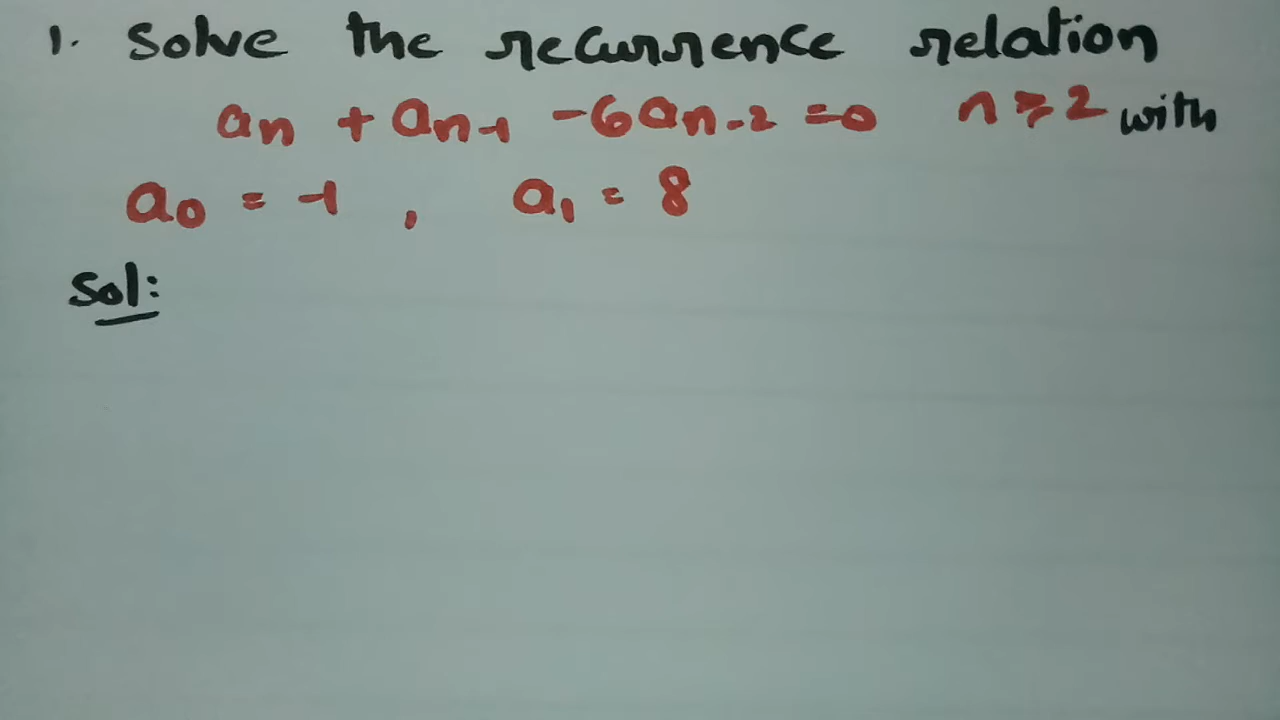 1. Solve the recurrence relation
an + an-1 -6an-2 =0 n ≥ 2 with
a0 = -1 , a1 = 8
Sol: